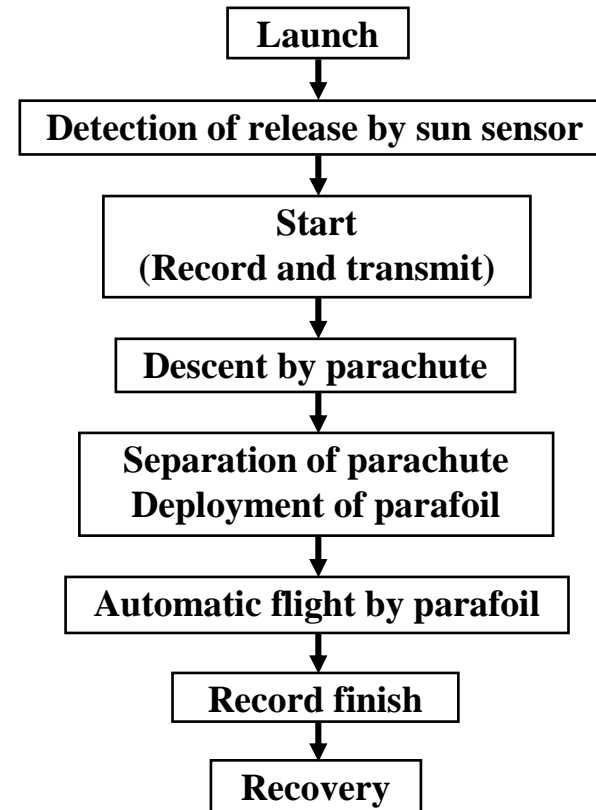 Launch
Detection of release by sun sensor
Start
(Record and transmit)
Descent by parachute
Separation of parachute
Deployment of parafoil
Automatic flight by parafoil
Record finish
Recovery